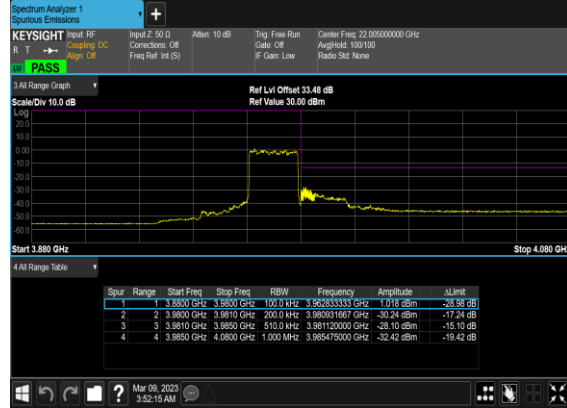 Spectrum Analyzer 1
Spurious Emissions
+
KEYSIGHT Input: RF Input Z: 50 Ω Atten: 10 dB Trig: Free Run Center Freq: 22.005000000 GHz
R T Coupling: DC Corrections: Off Gate: Off Avg|Hold: 100/100
Align: Off Freq Ref: Int (S) IF Gain: Low Radio Std: None
PASS
3 All Range Graph
Ref Lvl Offset 33.48 dB
Scale/Div 10.0 dB Ref Value 30.00 dBm
Log
20.0
10.0
0.00
-10.0
-20.0
-30.0
-40.0
-50.0
-60.0
Start 3.880 GHz Stop 4.080 GHz
4 All Range Table
Spur Range Start Freq Stop Freq RBW Frequency Amplitude ΔLimit
1 1 3.8800 GHz 3.9800 GHz 100.0 kHz 3.962833333 GHz 1.018 dBm -28.98 dB
2 2 3.9800 GHz 3.9810 GHz 200.0 kHz 3.980931667 GHz -30.24 dBm -17.24 dB
3 3 3.9810 GHz 3.9850 GHz 510.0 kHz 3.981120000 GHz -28.10 dBm -15.10 dB
4 4 3.9850 GHz 4.0800 GHz 1.000 MHz 3.985475000 GHz -32.42 dBm -19.42 dB
? Mar 09, 2023
3:52:15 AM